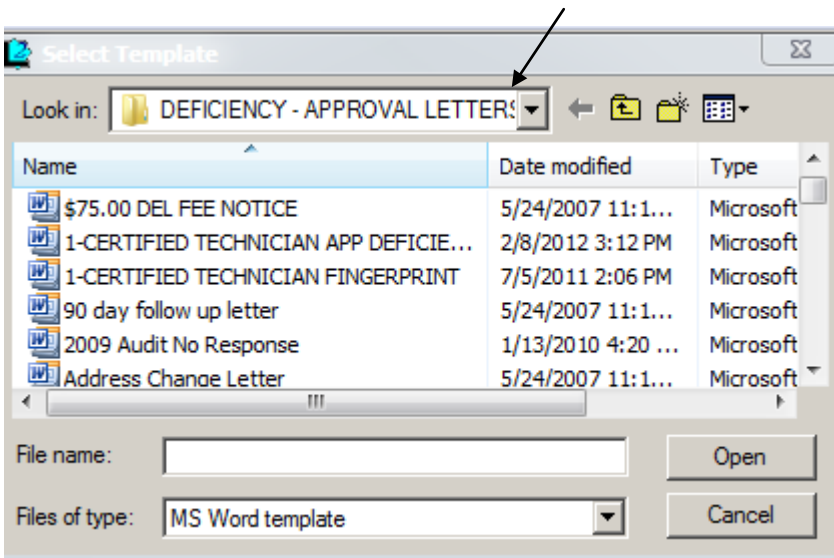 Select Template
Look in: DEFICIENCY - APPROVAL LETTERS
Name Date modified Type
$75.00 DEL FEE NOTICE 5/24/2007 11:1... Microsoft
1-CERTIFIED TECHNICIAN APP DEFICIE... 2/8/2012 3:12 PM Microsoft
1-CERTIFIED TECHNICIAN FINGERPRINT 7/5/2011 2:06 PM Microsoft
90 day follow up letter 5/24/2007 11:1... Microsoft
2009 Audit No Response 1/13/2010 4:20 ... Microsoft
Address Change Letter 5/24/2007 11:1... Microsoft
File name: Open
Files of type: MS Word template Cancel